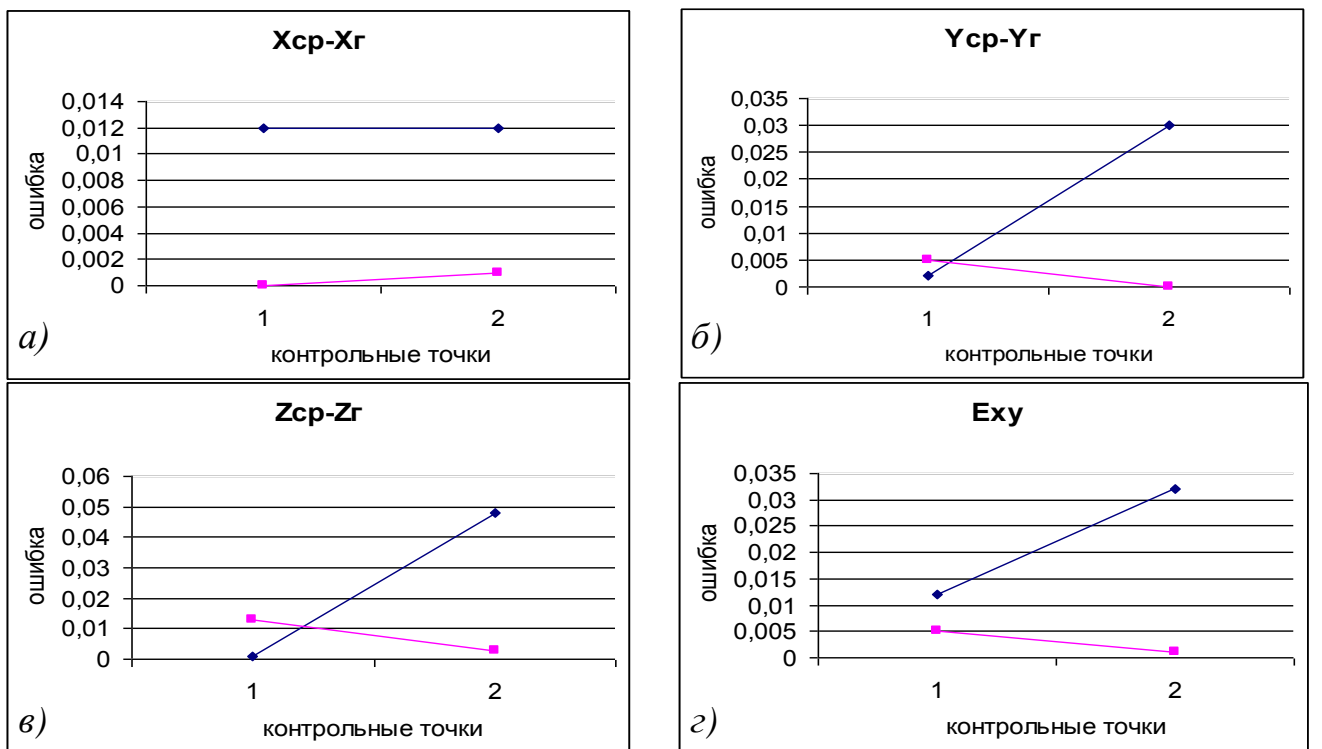 Xср-Xг
0,014
0,012
0,01
0,008
0,006
0,004
0,002
0
ошибка
1 2
контрольные точки
а)
Yср-Yг
0,035
0,03
0,025
0,02
0,015
0,01
0,005
0
ошибка
1 2
контрольные точки
б)
Zср-Zг
0,06
0,05
0,04
0,03
0,02
0,01
0
ошибка
1 2
контрольные точки
в)
Exy
0,035
0,03
0,025
0,02
0,015
0,01
0,005
0
ошибка
1 2
контрольные точки
г)